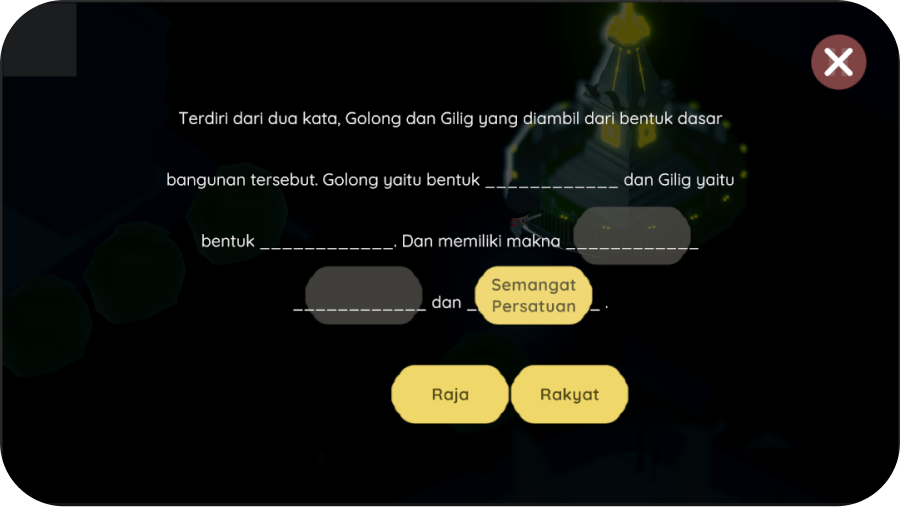 Terdiri dari dua kata, Golong dan Gilig yang diambil dari bentuk dasar
bangunan tersebut. Golong yaitu bentuk ____________ dan Gilig yaitu
bentuk ____________. Dan memiliki makna ____________
____________ dan _ Semangat Persatuan _ .
Raja Rakyat